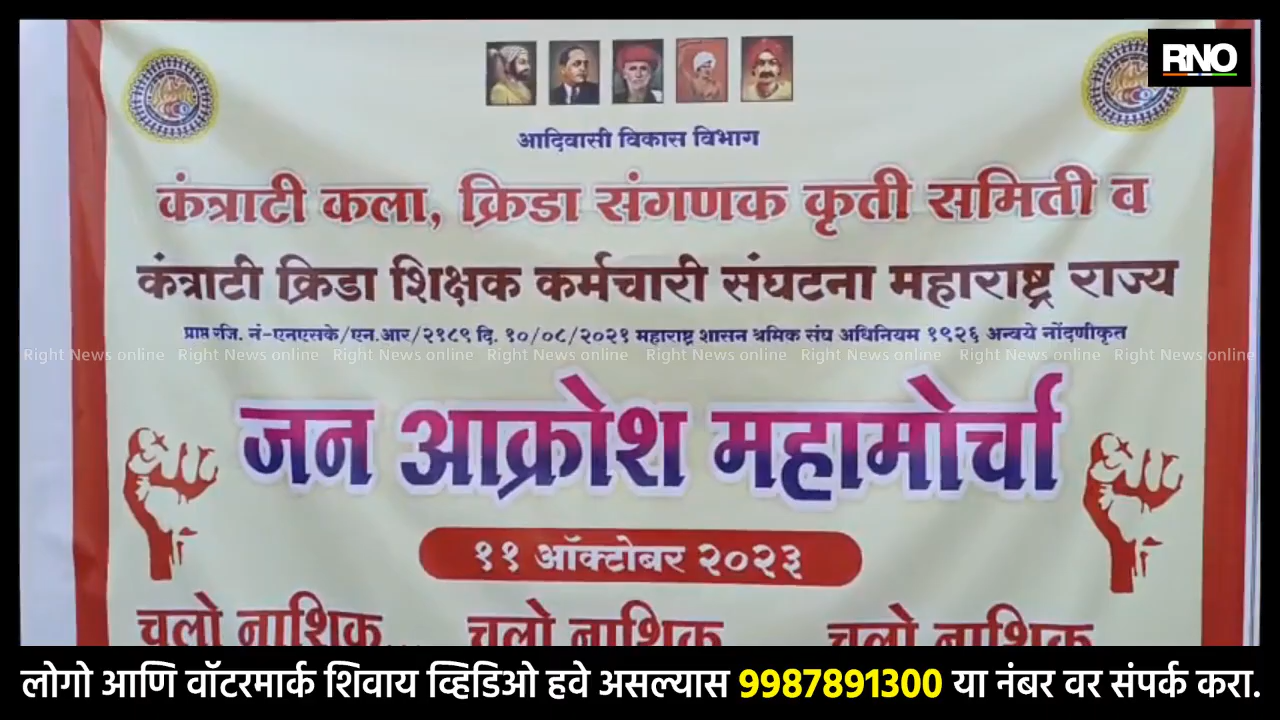 RNO
आदिवासी विकास विभाग
कंत्राटी कला, क्रिडा संगणक कृती समिती व
कंत्राटी क्रिडा शिक्षक कर्मचारी संघटना महाराष्ट्र राज्य
प्राप्त रजि. नं-एनएसके/एन.आर/२१८९ दि. १०/०८/२०२१ महाराष्ट्र शासन श्रमिक संघ अधिनियम १९२६ अन्वये नोंदणीकृत
Right News online Right News online Right News online Right News online Right News online Right News online Right News online Right News online
जन आक्रोश महामोर्चा
११ ऑक्टोबर २०२३
चलो नाशिक... चलो नाशिक चलो नाशिक
लोगो आणि वॉटरमार्क शिवाय व्हिडिओ हवे असल्यास 9987891300 या नंबर वर संपर्क करा.